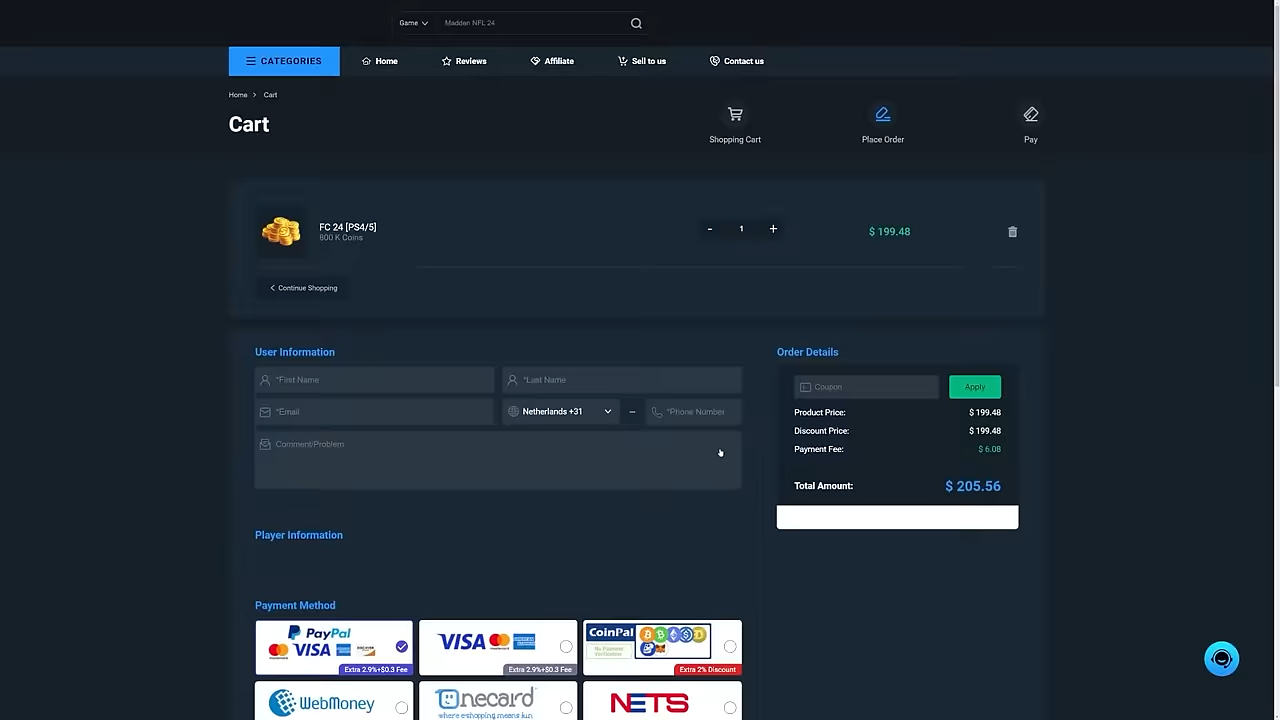 Game
Madden NFL 24
CATEGORIES
Home
Reviews
Affiliate
Sell to us
Contact us
Home > Cart
Cart
Shopping Cart
Place Order
Pay
FC 24 [PS4/5]
800 K Coins
- 1 +
$ 199.48
< Continue Shopping
User Information
*First Name
*Last Name
*Email
Netherlands +31
–
*Phone Number
Comment/Problem
Order Details
Coupon
Apply
Product Price: $ 199.48
Discount Price: $ 199.48
Payment Fee: $ 6.08
Total Amount: $ 205.56
Player Information
Payment Method
PayPal
VISA
Extra 2.9%+$0.3 Fee
VISA
Extra 2.9%+$0.3 Fee
CoinPal
No Payment
Verification
Extra 2% Discount
WebMoney
Onecard
where e-shopping means fun
NETS